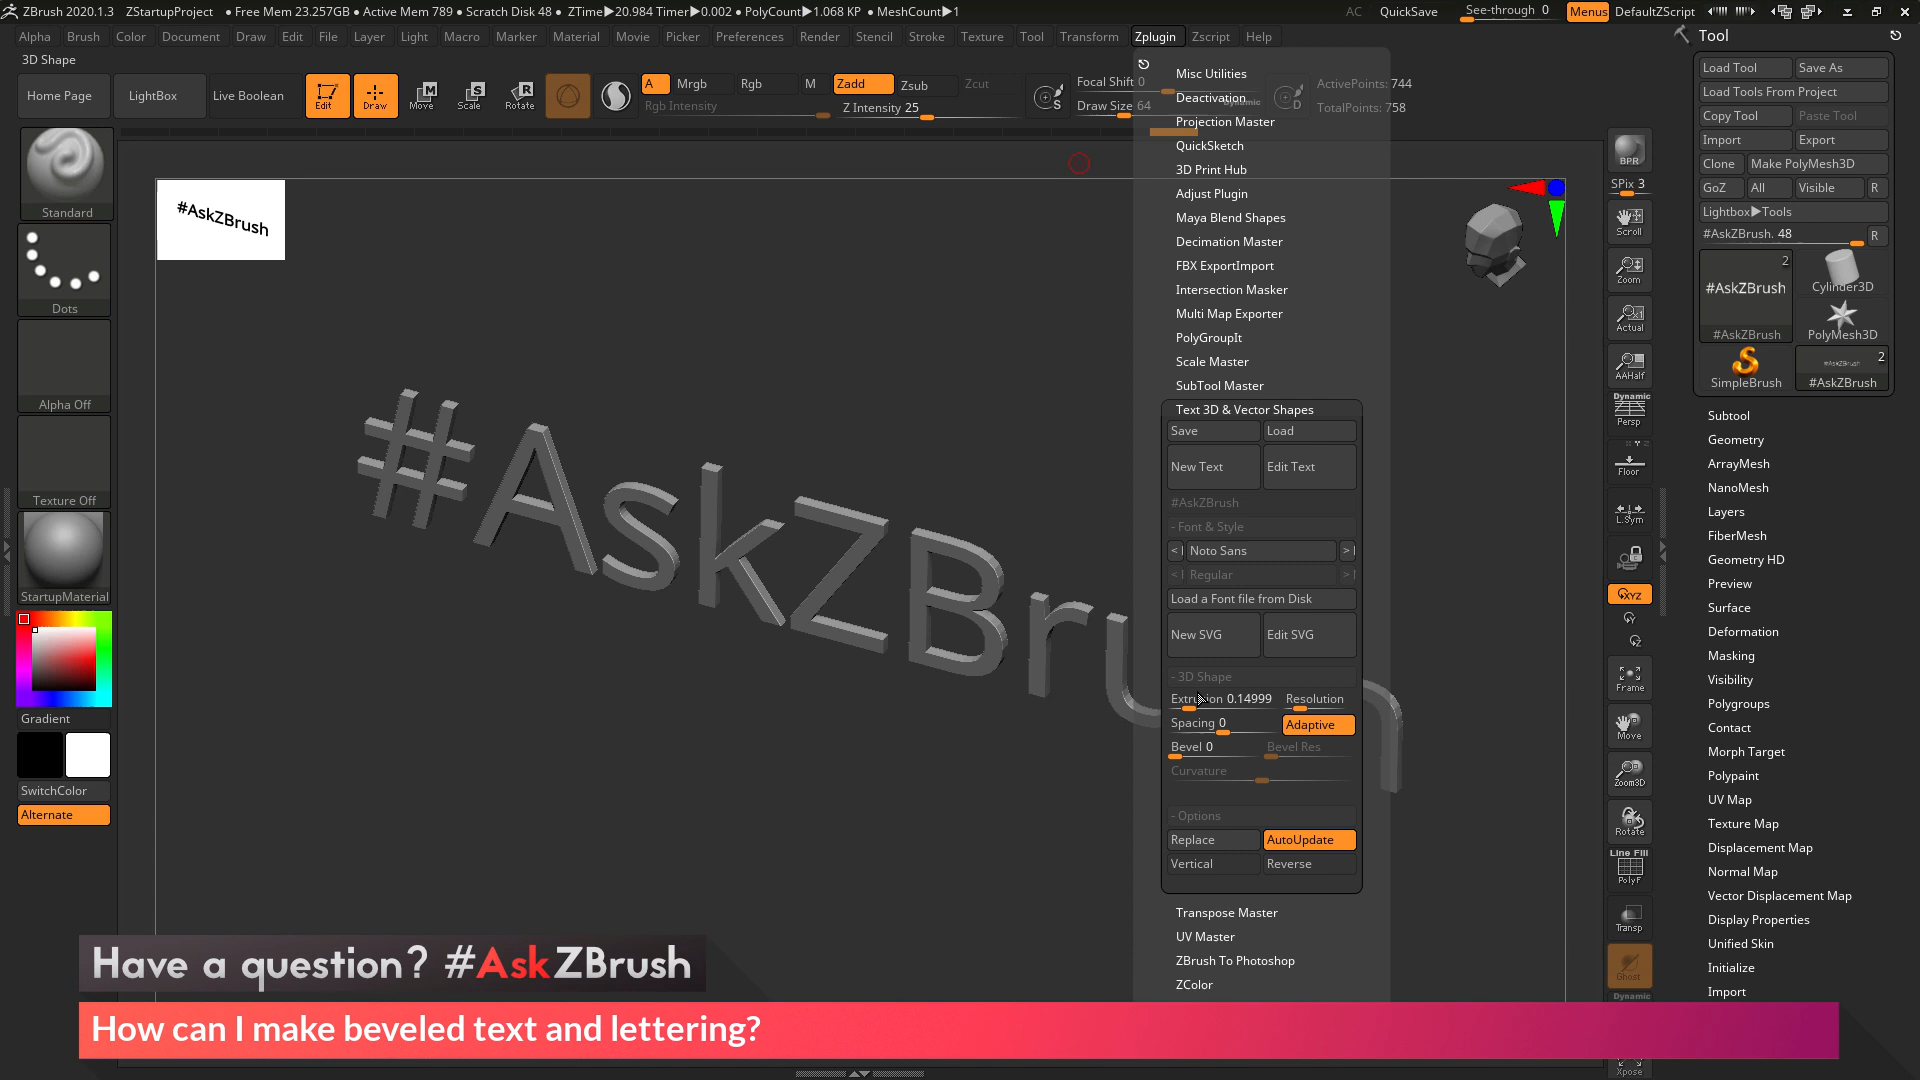 ZBrush 2020.1.3 ZStartupProject • Free Mem 23.257GB • Active Mem 789 • Scratch Disk 48 • ZTime▶20.984 Timer▶0.002 • PolyCount▶1.068 KP • MeshCount▶1 AC QuickSave See-through 0 Menus DefaultZScript
Alpha Brush Color Document Draw Edit File Layer Light Macro Marker Material Movie Picker Preferences Render Stencil Stroke Texture Tool Transform Zplugin Zscript Help
3D Shape
Home Page LightBox Live Boolean Edit Draw Move Scale Rotate
A Mrgb Rgb M Zadd Zsub Zcut
Rgb Intensity Z Intensity 25
S Focal Shift 0
Draw Size 64 Dynamic D
ActivePoints: 744
TotalPoints: 758
Standard
Dots
Alpha Off
Texture Off
StartupMaterial
Gradient
SwitchColor
Alternate
#AskZBrush
#AskZBru
Misc Utilities
Deactivation
Projection Master
QuickSketch
3D Print Hub
Adjust Plugin
Maya Blend Shapes
Decimation Master
FBX ExportImport
Intersection Masker
Multi Map Exporter
PolyGroupIt
Scale Master
SubTool Master
Text 3D & Vector Shapes
Save Load
New Text Edit Text
#AskZBrush
- Font & Style
< Noto Sans >
< Regular >
Load a Font file from Disk
New SVG Edit SVG
- 3D Shape
Extrusion 0.14999 Resolution
Spacing 0 Adaptive
Bevel 0 Bevel Res
Curvature
- Options
Replace AutoUpdate
Vertical Reverse
Transpose Master
UV Master
ZBrush To Photoshop
ZColor
BPR
SPix 3
Scroll
Zoom
Actual
AAHalf
Dynamic
Persp
Floor
L.Sym
XYZ
Frame
Move
Zoom3D
Rotate
Line Fill
PolyF
Transp
Ghost
Dynamic
Xpose
Tool
Load Tool Save As
Load Tools From Project
Copy Tool Paste Tool
Import Export
Clone Make PolyMesh3D
GoZ All Visible R
Lightbox▶Tools
#AskZBrush. 48 R
2
#AskZBrush
#AskZBrush
Cylinder3D
PolyMesh3D
SimpleBrush
2
#AskZBrush
#AskZBrush
Subtool
Geometry
ArrayMesh
NanoMesh
Layers
FiberMesh
Geometry HD
Preview
Surface
Deformation
Masking
Visibility
Polygroups
Contact
Morph Target
Polypaint
UV Map
Texture Map
Displacement Map
Normal Map
Vector Displacement Map
Display Properties
Unified Skin
Initialize
Import
Have a question? #AskZBrush
How can I make beveled text and lettering?